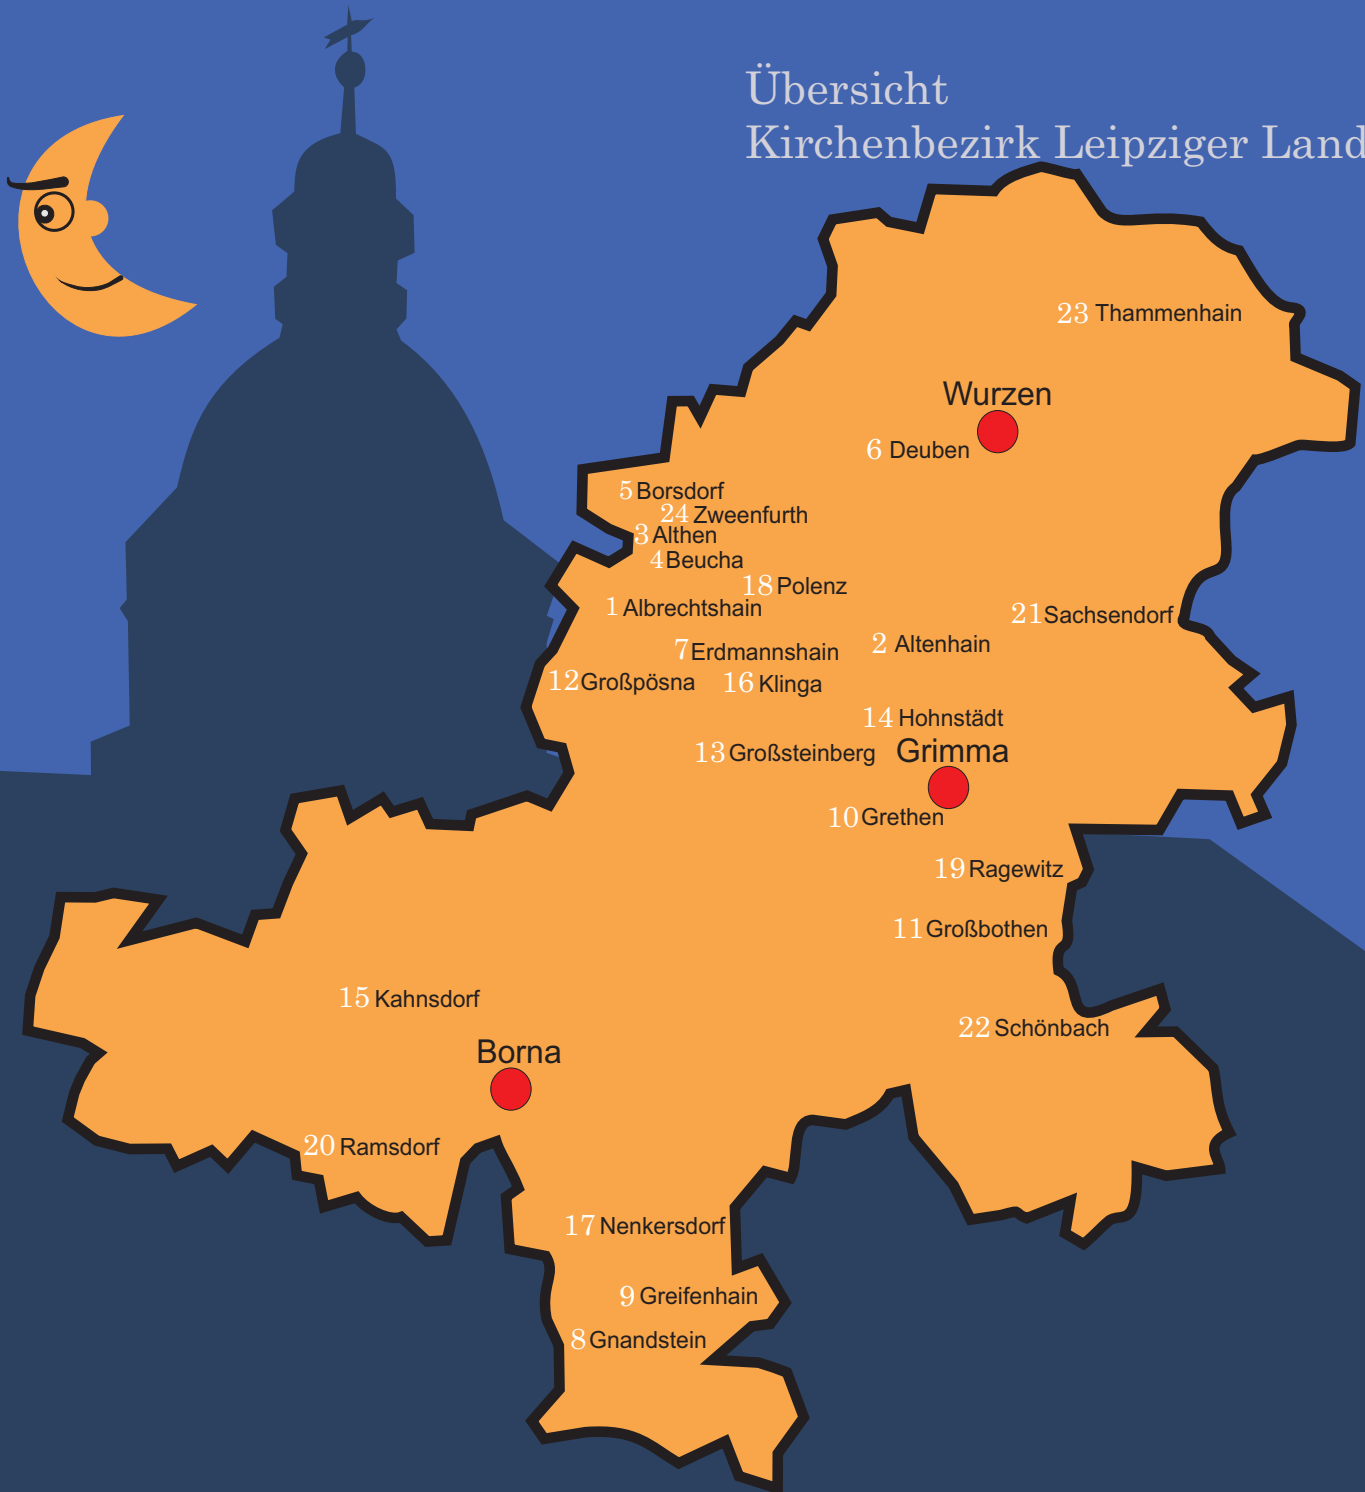 Übersicht
Kirchenbezirk Leipziger Land
23 Thammenhain
Wurzen
6 Deuben
5 Borsdorf
24 Zweenfurth
3 Althen
4 Beucha
18 Polenz
1 Albrechtshain
21 Sachsendorf
2 Altenhain
7 Erdmannshain
12 Großpösna
16 Klinga
14 Hohnstädt
13 Großsteinberg
Grimma
10 Grethen
19 Ragewitz
11 Großbothen
15 Kahnsdorf
22 Schönbach
Borna
20 Ramsdorf
17 Nenkersdorf
9 Greifenhain
8 Gnandstein